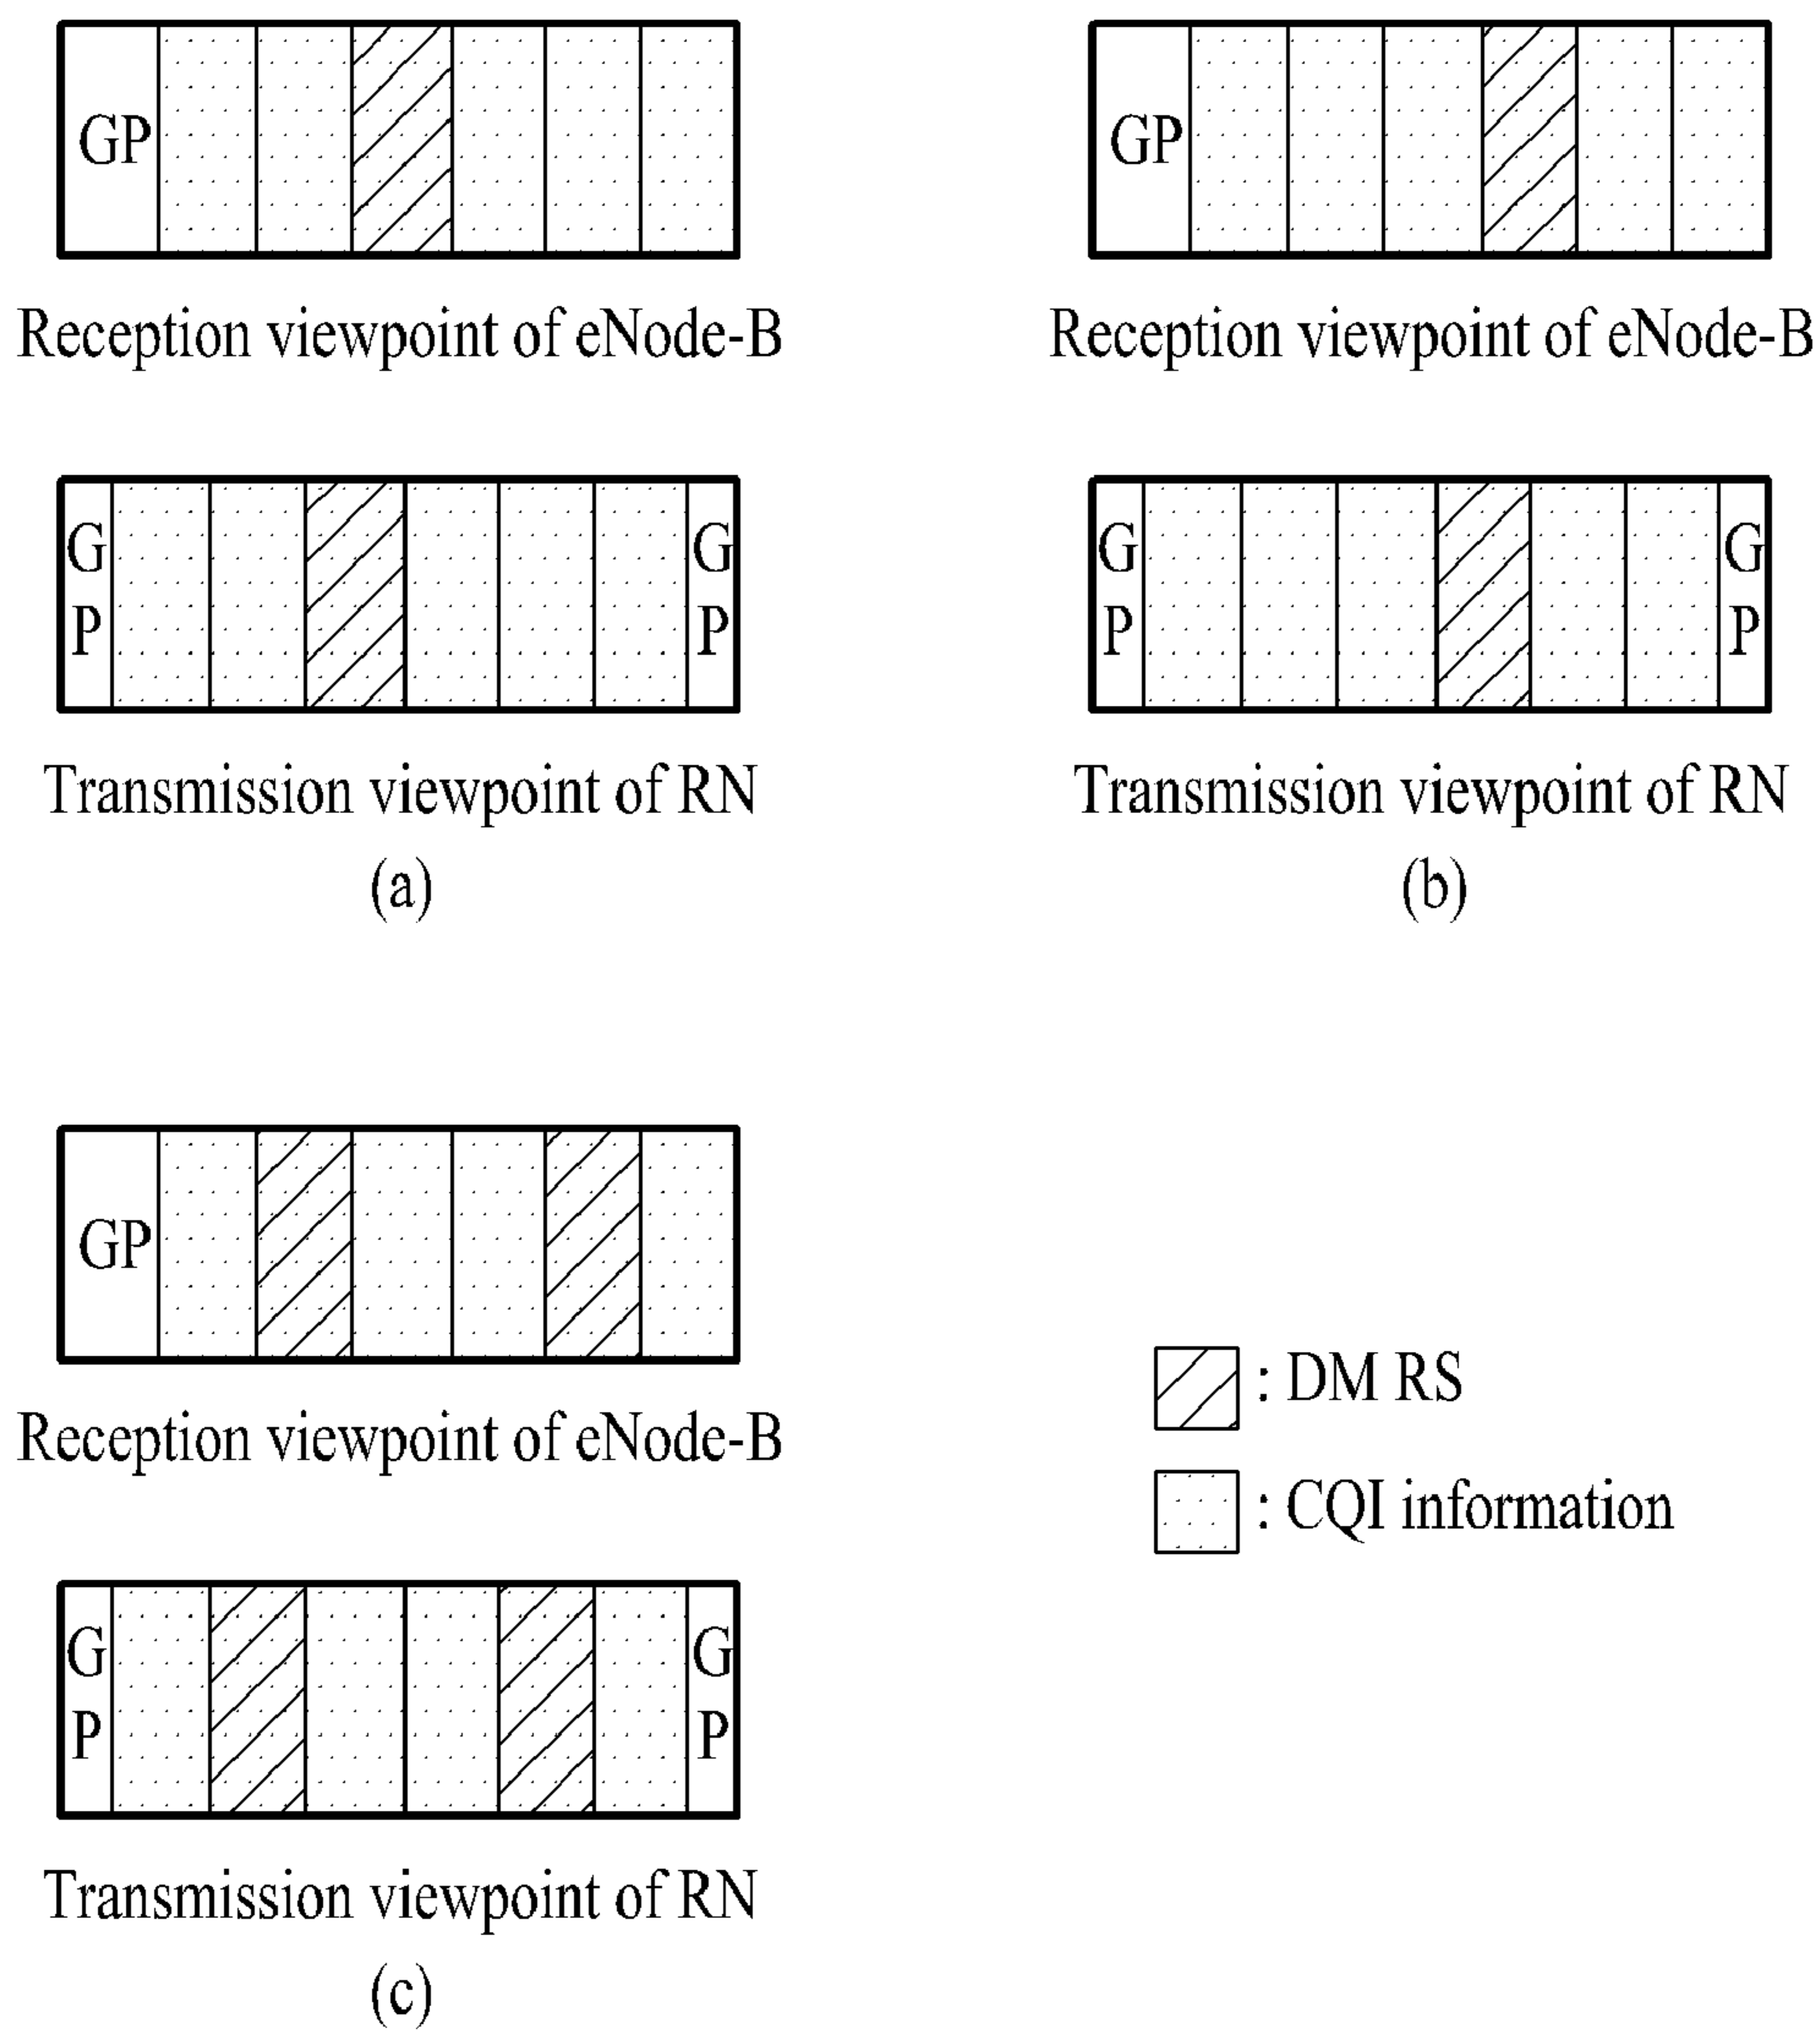 GP
GP
Reception viewpoint of eNode-B
Reception viewpoint of eNode-B
G
P
G
P
G
P
G
P
Transmission viewpoint of RN
Transmission viewpoint of RN
(a)
(b)
GP
Reception viewpoint of eNode-B
: DM RS
: CQI information
G
P
G
P
Transmission viewpoint of RN
(c)